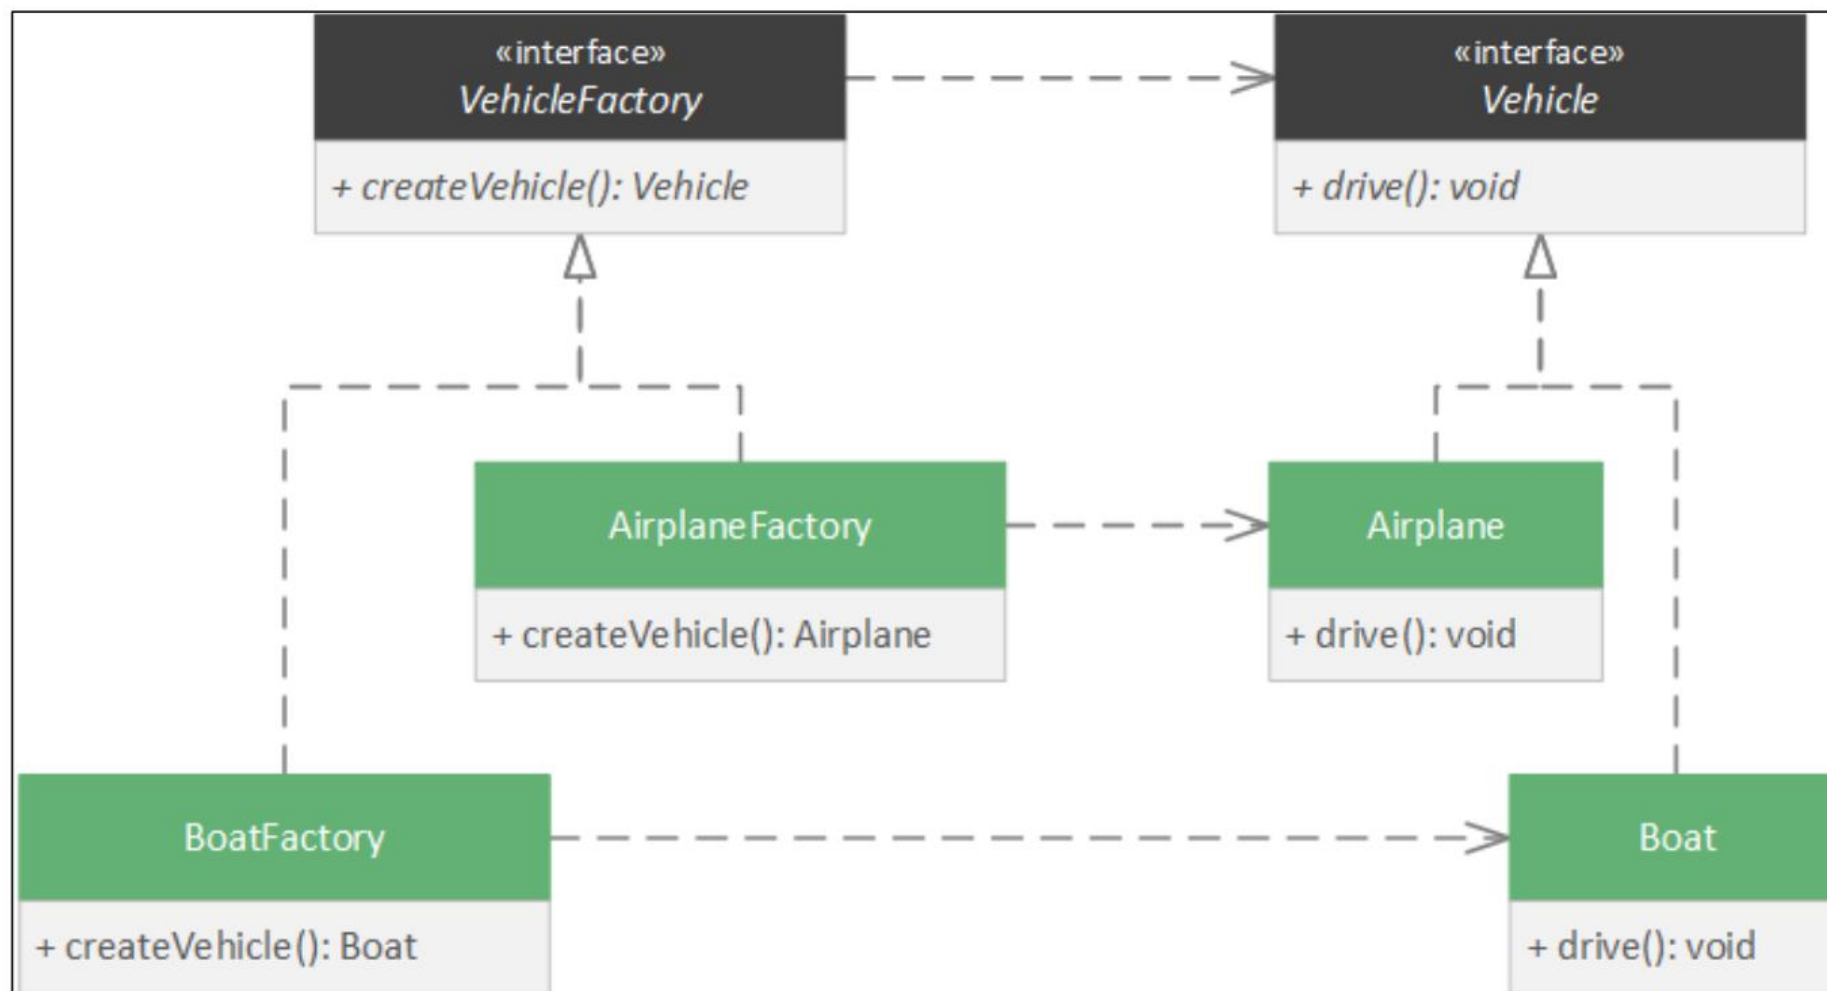 «interface»
VehicleFactory
+ createVehicle(): Vehicle
«interface»
Vehicle
+ drive(): void
AirplaneFactory
+ createVehicle(): Airplane
Airplane
+ drive(): void
BoatFactory
+ createVehicle(): Boat
Boat
+ drive(): void